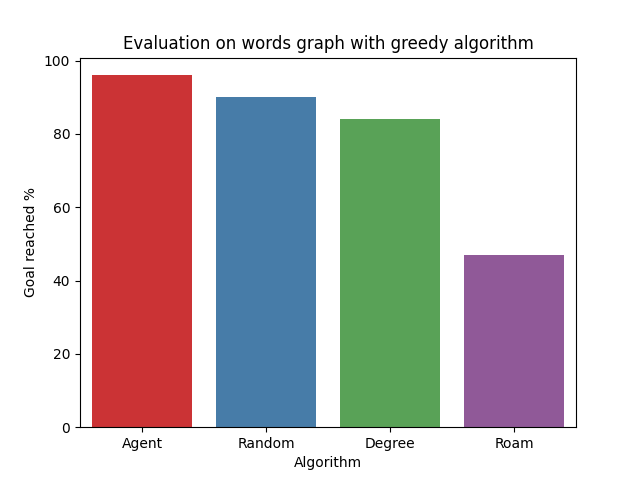 Evaluation on words graph with greedy algorithm
100
80
60
40
20
0
Goal reached %
Agent Random Degree Roam
Algorithm